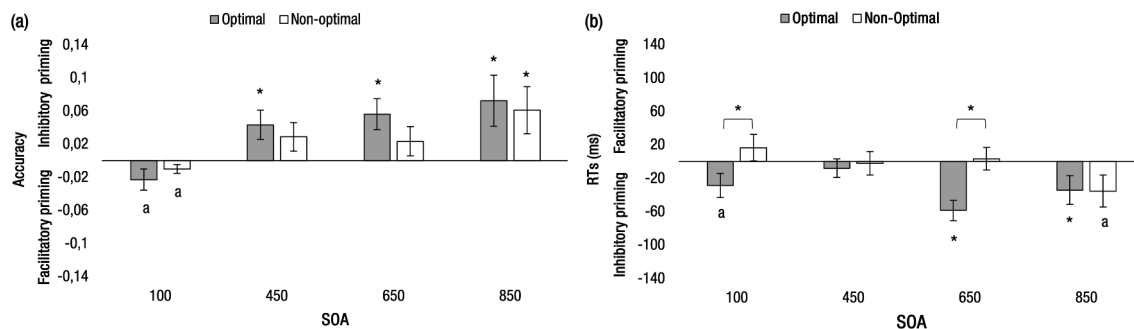 (a)
Optimal Non-optimal
Accuracy
Facilitatory priming Inhibitory priming
0,14
0,1
0,06
0,02
-0,02
-0,06
-0,1
-0,14
* * * *
a a
100 450 650 850
SOA
(b)
Optimal Non-Optimal
RTs (ms)
Inhibitory priming Facilitatory priming
140
100
60
20
-20
-60
-100
-140
* *
a * * a
100 450 650 850
SOA